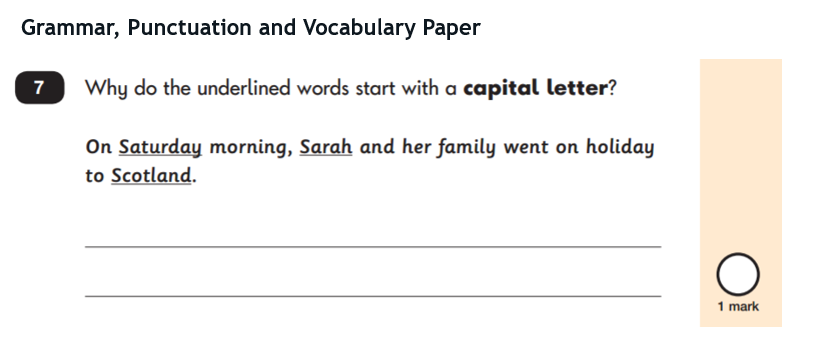 Grammar, Punctuation and Vocabulary Paper
7 Why do the underlined words start with a capital letter?
On Saturday morning, Sarah and her family went on holiday
to Scotland.
1 mark